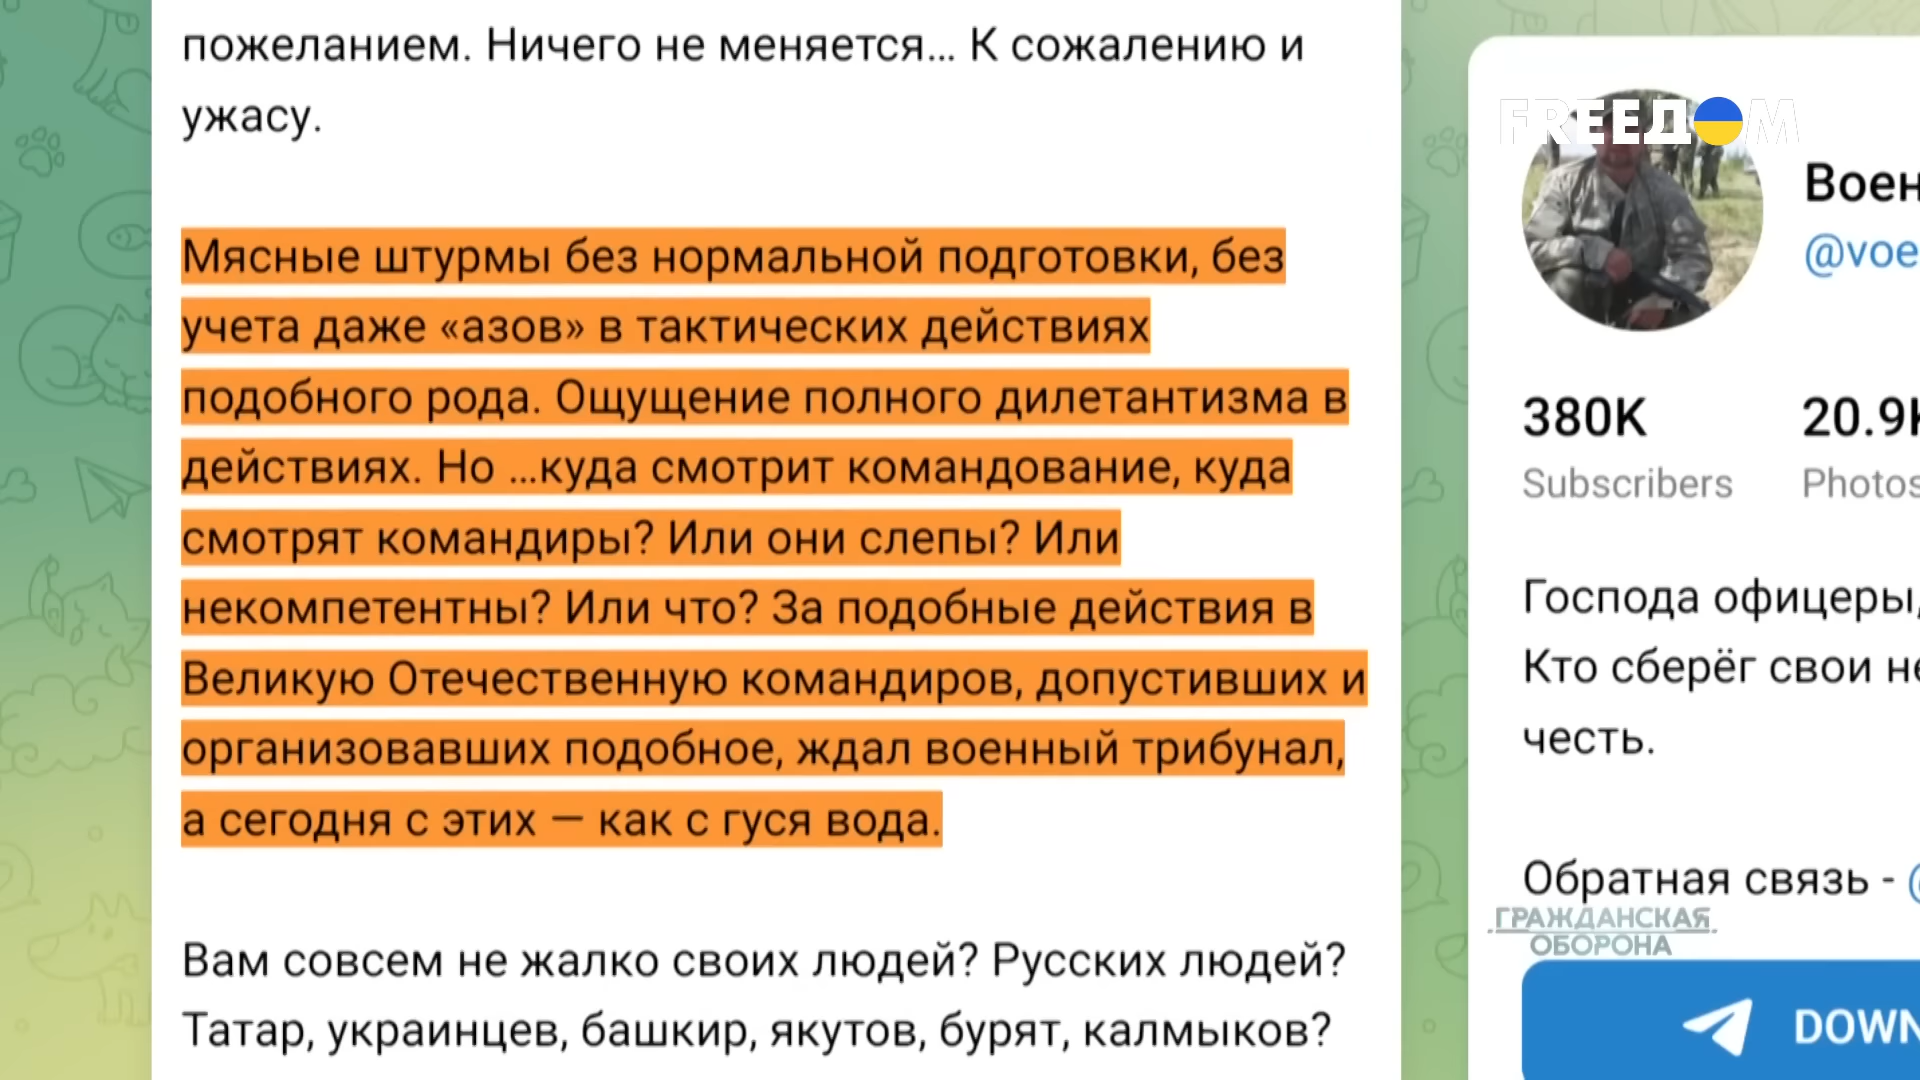 пожеланием. Ничего не меняется... К сожалению и
ужасу.
Мясные штурмы без нормальной подготовки, без
учета даже «азов» в тактических действиях
подобного рода. Ощущение полного дилетантизма в
действиях. Но ...куда смотрит командование, куда
смотрят командиры? Или они слепы? Или
некомпетентны? Или что? За подобные действия в
Великую Отечественную командиров, допустивших и
организовавших подобное, ждал военный трибунал,
а сегодня с этих — как с гуся вода.
Вам совсем не жалко своих людей? Русских людей?
Татар, украинцев, башкир, якутов, бурят, калмыков?
FREEДOM
Воен
@voe
380K
20.9K
Subscribers
Photos
Господа офицеры,
Кто сберёг свои не
честь.
Обратная связь - @
ГРАЖДАНСКАЯ
ОБОРОНА
DOWN